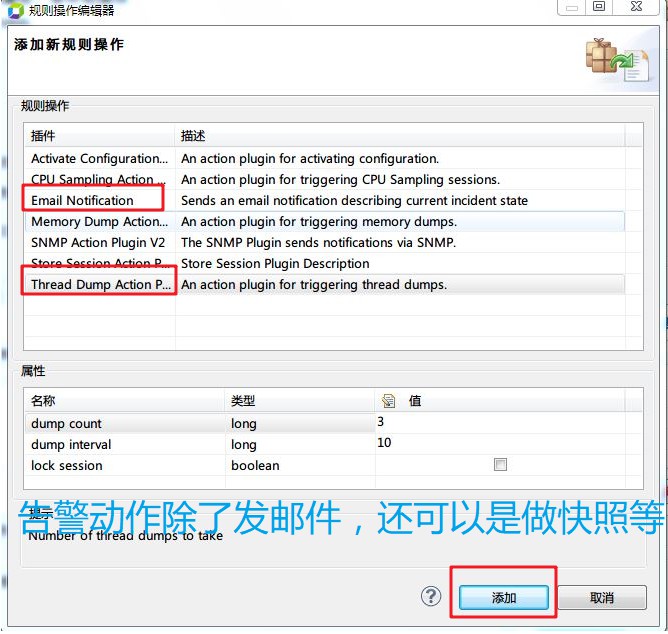 规则操作编辑器
添加新规则操作
规则操作
插件 描述
Activate Configuration... An action plugin for activating configuration.
CPU Sampling Action ... An action plugin for triggering CPU Sampling sessions.
Email Notification Sends an email notification describing current incident state
Memory Dump Action... An action plugin for triggering memory dumps.
SNMP Action Plugin V2 The SNMP Plugin sends notifications via SNMP.
Store Session Action P... Store Session Plugin Description
Thread Dump Action P... An action plugin for triggering thread dumps.
属性
名称 类型 值
dump count long 3
dump interval long 10
lock session boolean
提示
告警动作除了发邮件，还可以是做快照等
Number of thread dumps to take
? 添加 取消